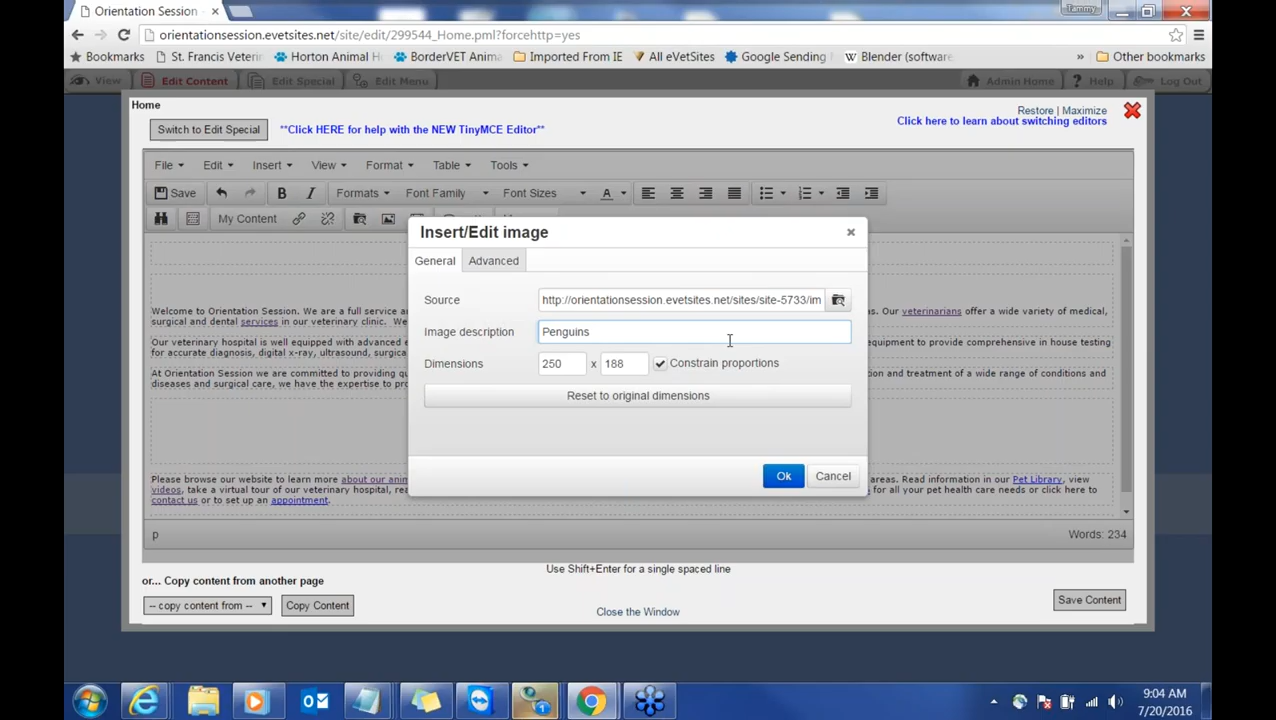 Orientation Session ×
Tammy
orientationsession.evetsites.net/site/edit/299544_Home.pml?forcehttp=yes
Bookmarks St. Francis Veterin Horton Animal H BorderVET Anima Imported From IE All eVetSites Google Sending Blender (software » Other bookmarks
View Edit Content Edit Special Edit Menu Admin Home Help Log Out
Home
Restore | Maximize
Switch to Edit Special **Click HERE for help with the NEW TinyMCE Editor** Click here to learn about switching editors
File Edit Insert View Format Table Tools
Save B I Formats Font Family Font Sizes A
My Content
Insert/Edit image ×
General Advanced
Source http://orientationsession.evetsites.net/sites/site-5733/im
Image description Penguins
Dimensions 250 x 188 Constrain proportions
Reset to original dimensions
Ok Cancel
Welcome to Orientation Session
Our veterinarians offer a wide variety of medical,
surgical and dental services in our veterinary clinic. We
Our veterinary hospital is well equipped with advanced equipment to provide comprehensive in house testing
for accurate diagnosis, digital x-ray, ultrasound, surgical
At Orientation Session we are committed to providing and treatment of a wide range of conditions and
diseases and surgical care, we have the expertise to
Please browse our website to learn more about our areas. Read information in our Pet Library, view
videos, take a virtual tour of our veterinary hospital, for all your pet health care needs or click here to
contact us or to set up an appointment.
p Words: 234
Use Shift+Enter for a single spaced line
or... Copy content from another page
-- copy content from -- Copy Content Save Content
Close the Window
1
9:04 AM
7/20/2016